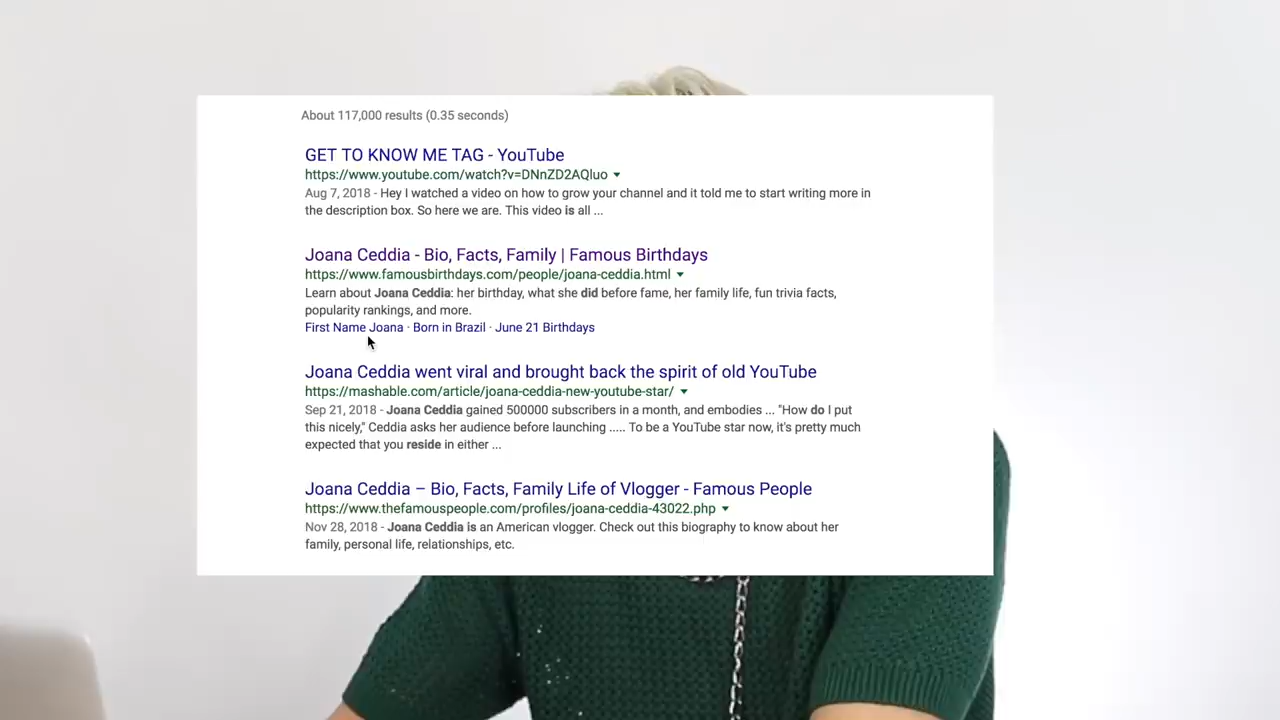 About 117,000 results (0.35 seconds)
GET TO KNOW ME TAG - YouTube
https://www.youtube.com/watch?v=DNnZD2AQluo
Aug 7, 2018 - Hey I watched a video on how to grow your channel and it told me to start writing more in
the description box. So here we are. This video is all ...
Joana Ceddia - Bio, Facts, Family | Famous Birthdays
https://www.famousbirthdays.com/people/joana-ceddia.html
Learn about Joana Ceddia: her birthday, what she did before fame, her family life, fun trivia facts,
popularity rankings, and more.
First Name Joana · Born in Brazil · June 21 Birthdays
Joana Ceddia went viral and brought back the spirit of old YouTube
https://mashable.com/article/joana-ceddia-new-youtube-star/
Sep 21, 2018 - Joana Ceddia gained 500000 subscribers in a month, and embodies ... "How do I put
this nicely," Ceddia asks her audience before launching ..... To be a YouTube star now, it's pretty much
expected that you reside in either ...
Joana Ceddia – Bio, Facts, Family Life of Vlogger - Famous People
https://www.thefamouspeople.com/profiles/joana-ceddia-43022.php
Nov 28, 2018 - Joana Ceddia is an American vlogger. Check out this biography to know about her
family, personal life, relationships, etc.